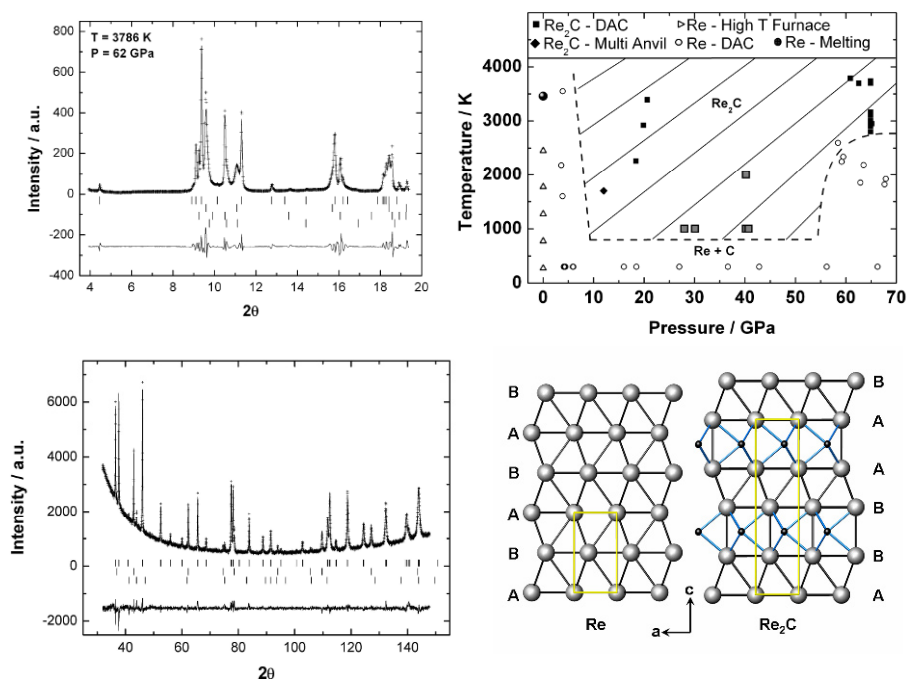 T = 3786 K
P = 62 GPa
800
600
400
200
0
-200
-400
Intensity / a.u.
4 6 8 10 12 14 16 18 20
2θ
Re₂C - DAC
Re - High T Furnace
Re₂C - Multi Anvil
Re - DAC
Re - Melting
4000
3000
2000
1000
0
Temperature / K
Re₂C
Re + C
0 10 20 30 40 50 60 70
Pressure / GPa
6000
4000
2000
0
-2000
Intensity / a.u.
40 60 80 100 120 140
2θ
B
A
B
A
B
A
Re
c
a
B
A
A
B
B
A
Re₂C